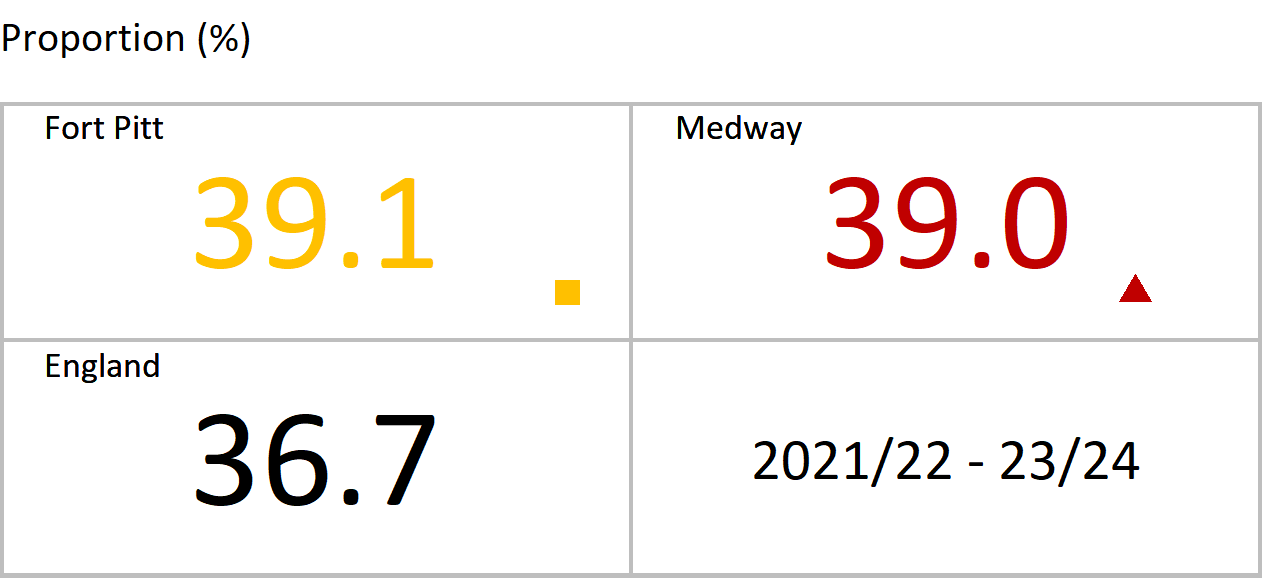 Proportion (%)
Fort Pitt
39.1
Medway
39.0
England
36.7
2021/22 - 23/24